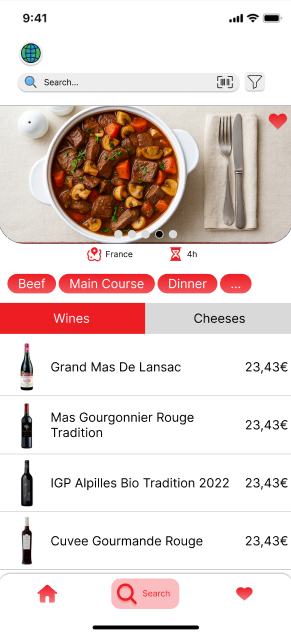 9:41
Search...
France
4h
Beef
Main Course
Dinner
...
Wines
Cheeses
Grand Mas De Lansac
23,43€
Mas Gourgonnier Rouge
Tradition
23,43€
IGP Alpilles Bio Tradition 2022
23,43€
Cuvee Gourmande Rouge
23,43€
Search